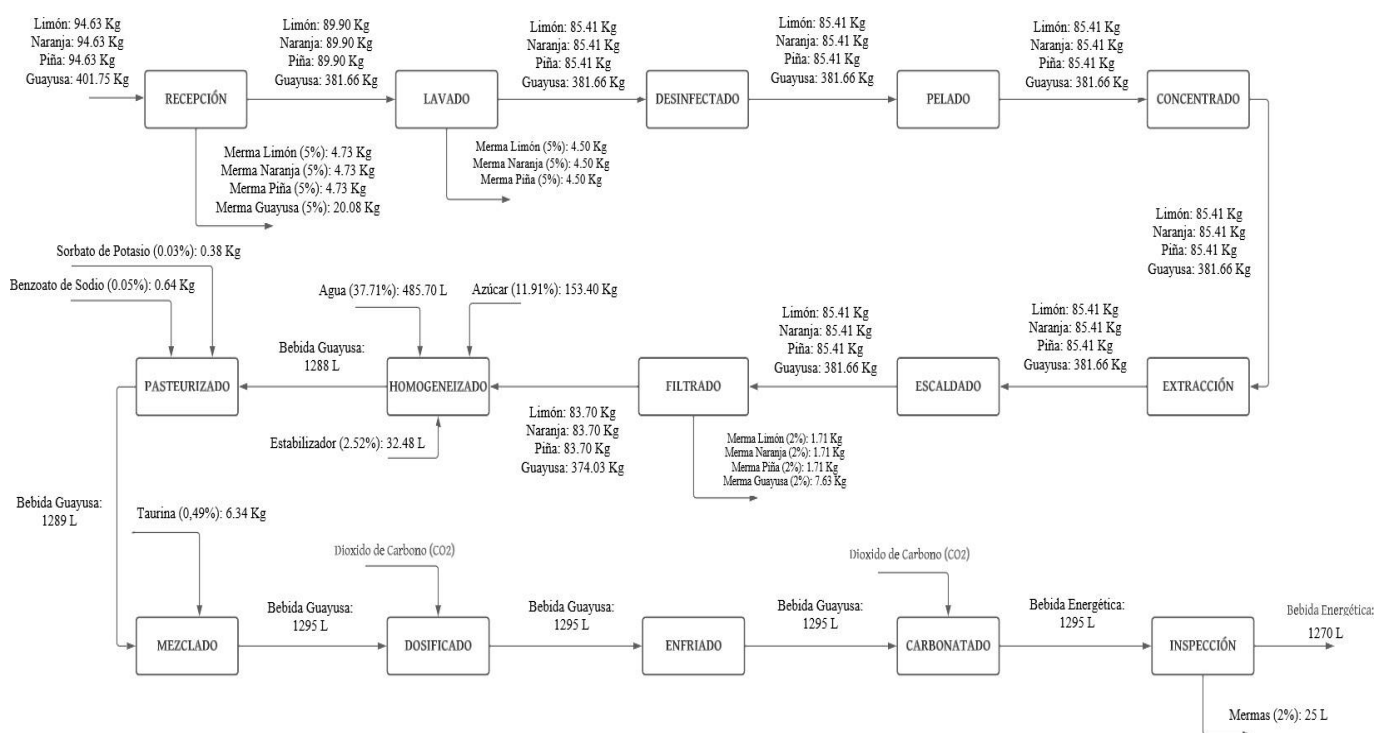 Limón: 94.63 Kg
Naranja: 94.63 Kg
Piña: 94.63 Kg
Guayusa: 401.75 Kg
RECEPCIÓN
Merma Limón (5%): 4.73 Kg
Merma Naranja (5%): 4.73 Kg
Merma Piña (5%): 4.73 Kg
Merma Guayusa (5%): 20.08 Kg
Limón: 89.90 Kg
Naranja: 89.90 Kg
Piña: 89.90 Kg
Guayusa: 381.66 Kg
LAVADO
Merma Limón (5%): 4.50 Kg
Merma Naranja (5%): 4.50 Kg
Merma Piña (5%): 4.50 Kg
Limón: 85.41 Kg
Naranja: 85.41 Kg
Piña: 85.41 Kg
Guayusa: 381.66 Kg
DESINFECTADO
Limón: 85.41 Kg
Naranja: 85.41 Kg
Piña: 85.41 Kg
Guayusa: 381.66 Kg
PELADO
Limón: 85.41 Kg
Naranja: 85.41 Kg
Piña: 85.41 Kg
Guayusa: 381.66 Kg
CONCENTRADO
Limón: 85.41 Kg
Naranja: 85.41 Kg
Piña: 85.41 Kg
Guayusa: 381.66 Kg
EXTRACCIÓN
Limón: 85.41 Kg
Naranja: 85.41 Kg
Piña: 85.41 Kg
Guayusa: 381.66 Kg
ESCALDADO
Limón: 85.41 Kg
Naranja: 85.41 Kg
Piña: 85.41 Kg
Guayusa: 381.66 Kg
FILTRADO
Merma Limón (2%): 1.71 Kg
Merma Naranja (2%): 1.71 Kg
Merma Piña (2%): 1.71 Kg
Merma Guayusa (2%): 7.63 Kg
Limón: 83.70 Kg
Naranja: 83.70 Kg
Piña: 83.70 Kg
Guayusa: 374.03 Kg
Agua (37.71%): 485.70 L
Azúcar (11.91%): 153.40 Kg
HOMOGENEIZADO
Estabilizador (2.52%): 32.48 L
Bebida Guayusa:
1288 L
Sorbato de Potasio (0.03%): 0.38 Kg
Benzoato de Sodio (0.05%): 0.64 Kg
PASTEURIZADO
Bebida Guayusa:
1289 L
Taurina (0,49%): 6.34 Kg
MEZCLADO
Bebida Guayusa:
1295 L
Dioxido de Carbono (CO2)
DOSIFICADO
Bebida Guayusa:
1295 L
ENFRIADO
Bebida Guayusa:
1295 L
Dioxido de Carbono (CO2)
CARBONATADO
Bebida Energética:
1295 L
INSPECCIÓN
Bebida Energética:
1270 L
Mermas (2%): 25 L